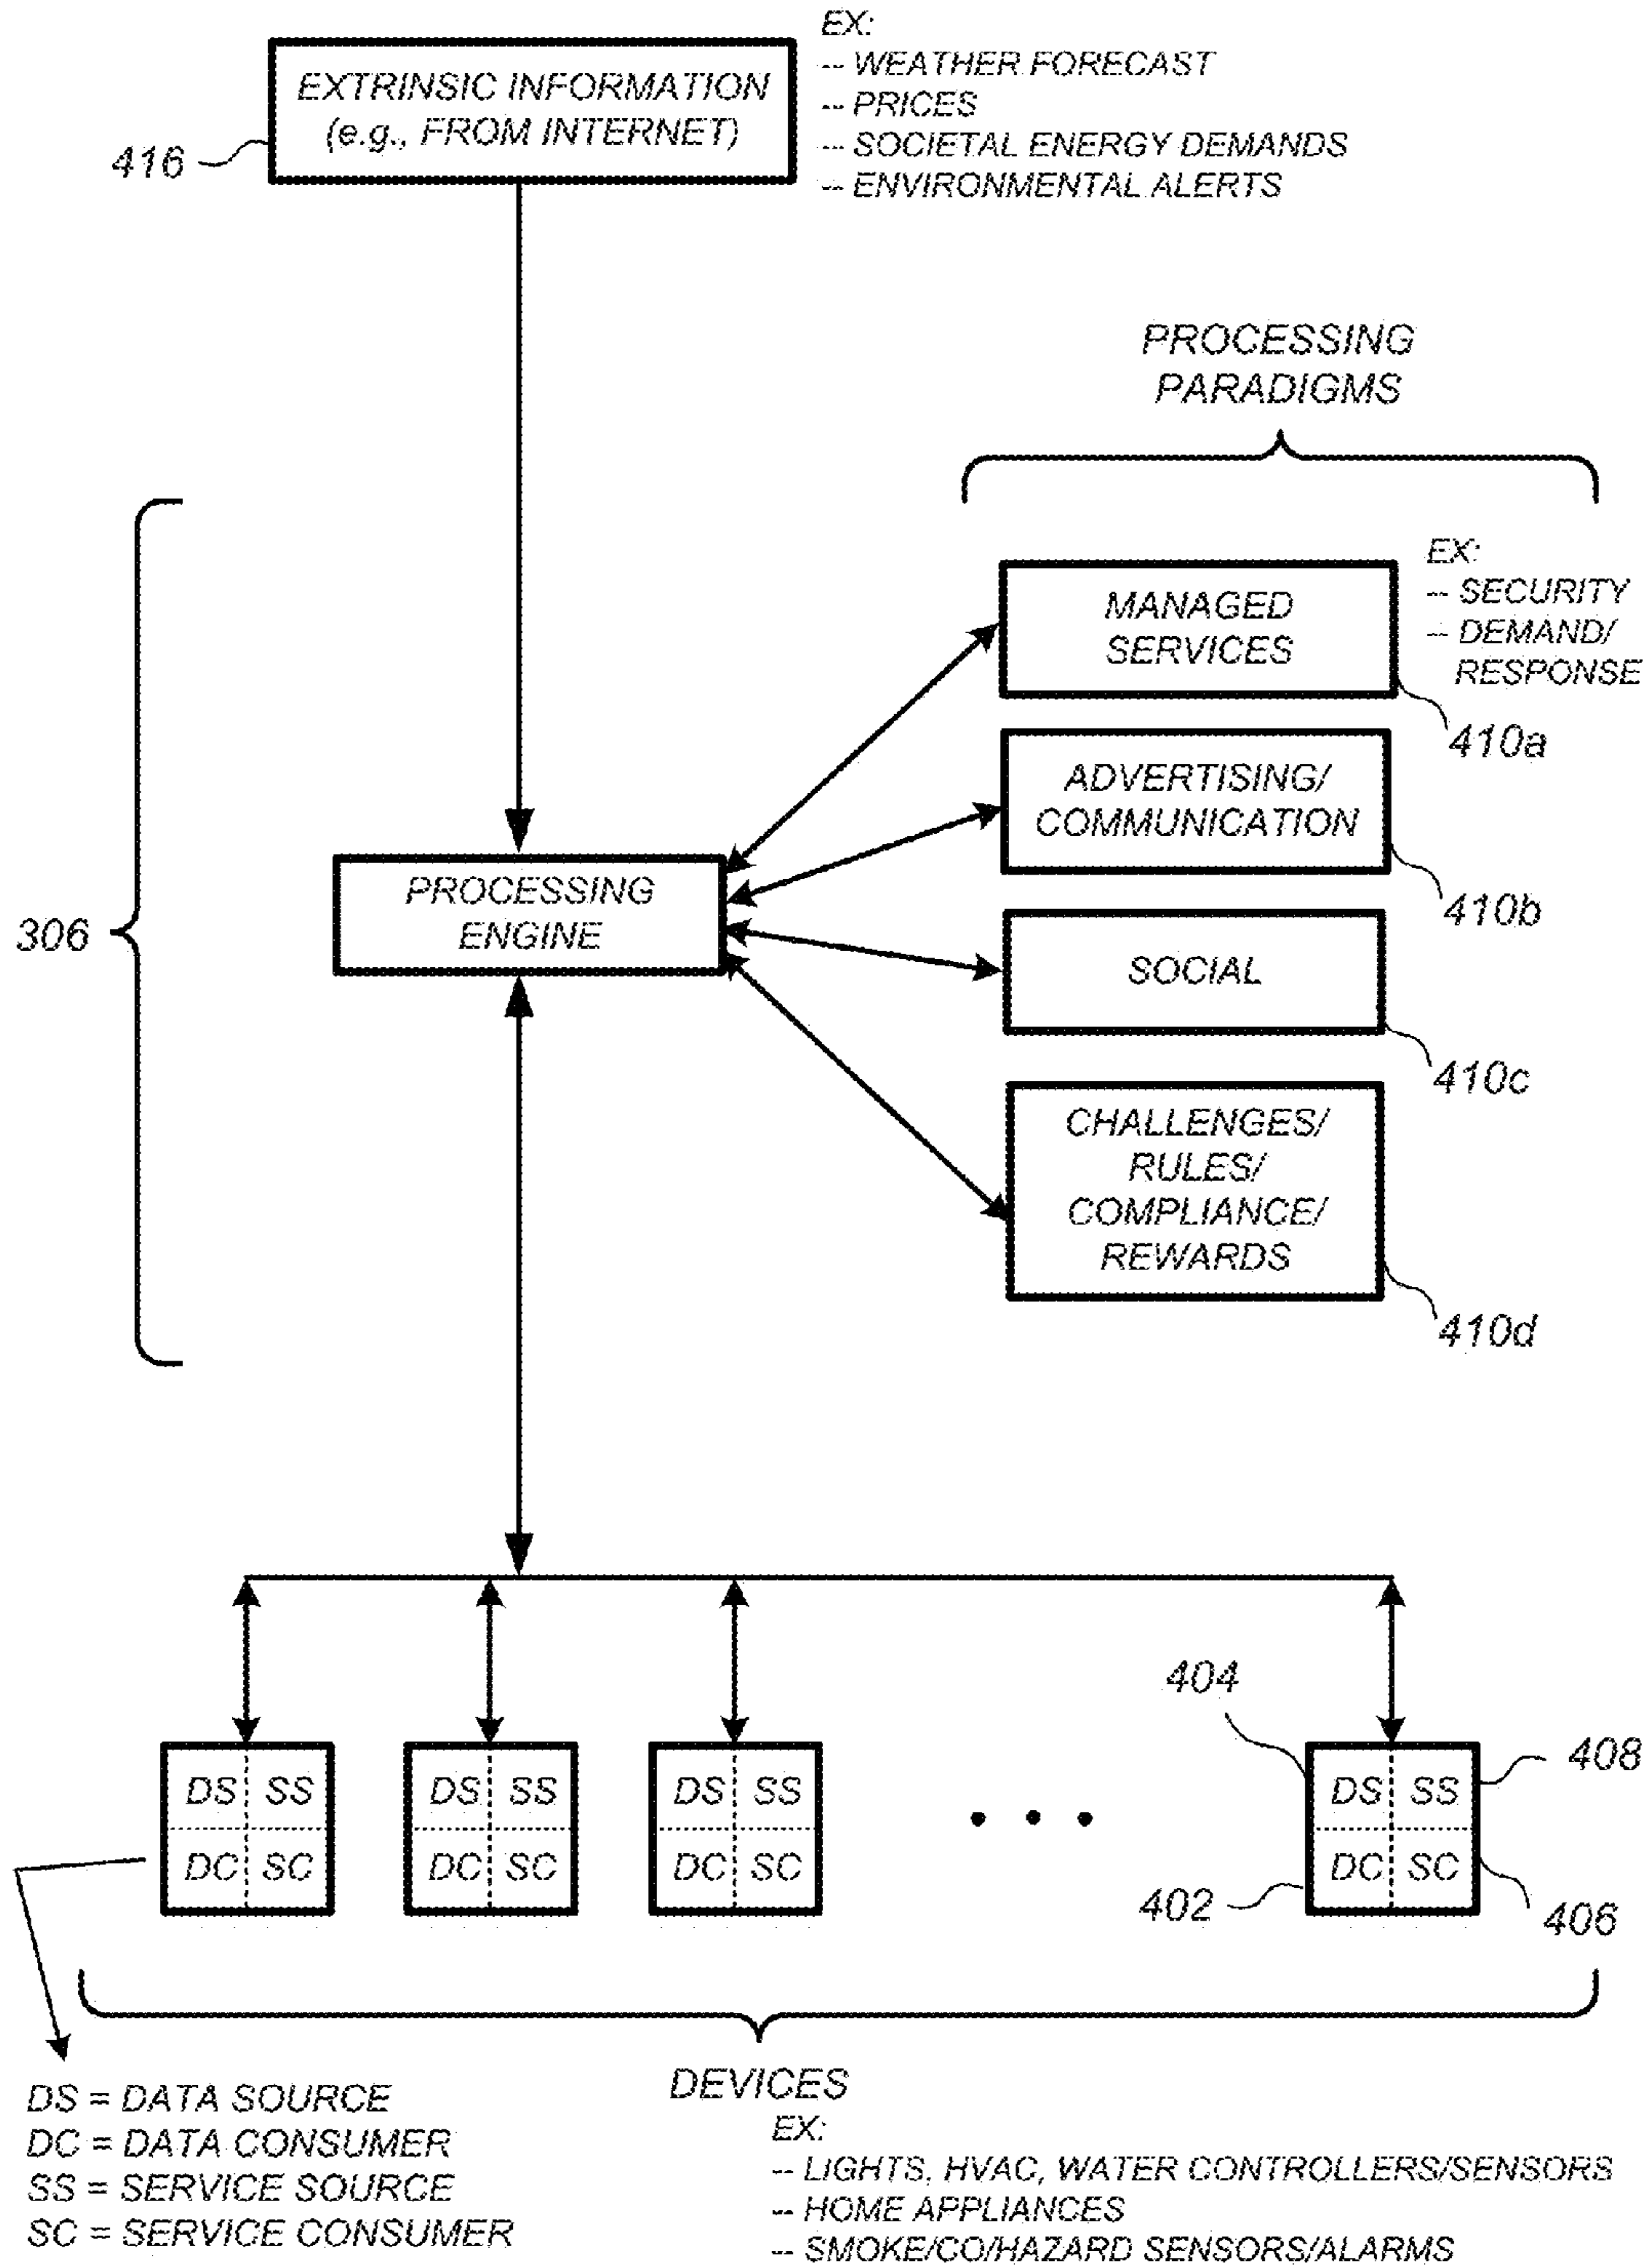 EX:
-- WEATHER FORECAST
-- PRICES
-- SOCIETAL ENERGY DEMANDS
-- ENVIRONMENTAL ALERTS
EXTRINSIC INFORMATION
(e.g., FROM INTERNET)
416
PROCESSING
PARADIGMS
EX:
-- SECURITY
-- DEMAND/
RESPONSE
MANAGED
SERVICES
410a
ADVERTISING/
COMMUNICATION
410b
PROCESSING
ENGINE
306
SOCIAL
410c
CHALLENGES/
RULES/
COMPLIANCE/
REWARDS
410d
404
408
DS SS
DC SC
DS SS
DC SC
DS SS
DC SC
DS SS
DC SC
402
406
DS = DATA SOURCE
DC = DATA CONSUMER
SS = SERVICE SOURCE
SC = SERVICE CONSUMER
DEVICES
EX:
-- LIGHTS, HVAC, WATER CONTROLLERS/SENSORS
-- HOME APPLIANCES
-- SMOKE/CO/HAZARD SENSORS/ALARMS